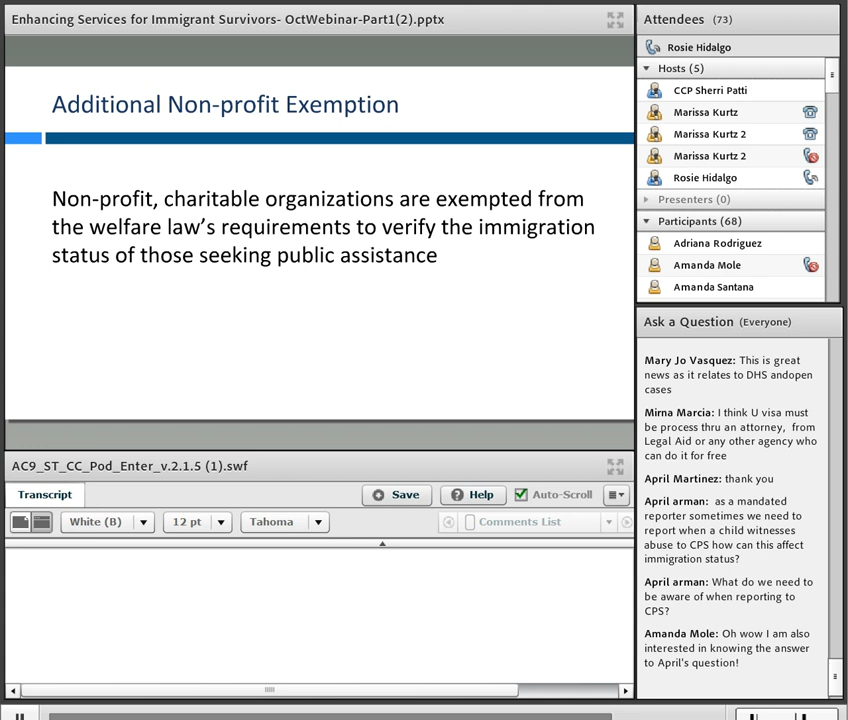 Enhancing Services for Immigrant Survivors- OctWebinar-Part1(2).pptx
Additional Non-profit Exemption
Non-profit, charitable organizations are exempted from
the welfare law's requirements to verify the immigration
status of those seeking public assistance
AC9_ST_CC_Pod_Enter_v.2.1.5 (1).swf
Transcript
Save
Help
Auto-Scroll
White (B)
12 pt
Tahoma
Comments List
Attendees (73)
Rosie Hidalgo
Hosts (5)
CCP Sherri Patti
Marissa Kurtz
Marissa Kurtz 2
Marissa Kurtz 2
Rosie Hidalgo
Presenters (0)
Participants (68)
Adriana Rodriguez
Amanda Mole
Amanda Santana
Ask a Question (Everyone)
Mary Jo Vasquez: This is great
news as it relates to DHS andopen
cases
Mirna Marcia: I think U visa must
be process thru an attorney, from
Legal Aid or any other agency who
can do it for free
April Martinez: thank you
April arman: as a mandated
reporter sometimes we need to
report when a child witnesses
abuse to CPS how can this affect
immigration status?
April arman: What do we need to
be aware of when reporting to
CPS?
Amanda Mole: Oh wow I am also
interested in knowing the answer
to April's question!